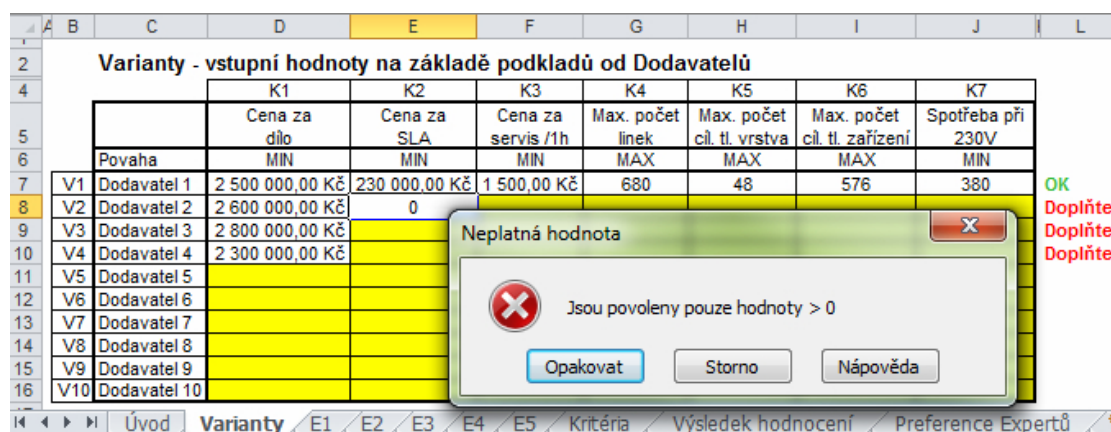 A B C D E F G H I J L
2 Varianty - vstupní hodnoty na základě podkladů od Dodavatelů
4 K1 K2 K3 K4 K5 K6 K7
Cena za Cena za Cena za Max. počet Max. počet Max. počet Spotřeba při
5 dílo SLA servis /1h linek cíl. tl. vrstva cíl. tl. zařízení 230V
6 Povaha MIN MIN MIN MAX MAX MAX MIN
7 V1 Dodavatel 1 2 500 000,00 Kč 230 000,00 Kč 1 500,00 Kč 680 48 576 380 OK
8 V2 Dodavatel 2 2 600 000,00 Kč 0 Doplňte
9 V3 Dodavatel 3 2 800 000,00 Kč Doplňte
10 V4 Dodavatel 4 2 300 000,00 Kč Doplňte
11 V5 Dodavatel 5
12 V6 Dodavatel 6
13 V7 Dodavatel 7
14 V8 Dodavatel 8
15 V9 Dodavatel 9
16 V10 Dodavatel 10
Neplatná hodnota
Jsou povoleny pouze hodnoty > 0
Opakovat Storno Nápověda
Úvod Varianty E1 E2 E3 E4 E5 Kritéria Výsledek hodnocení Preference Expertů